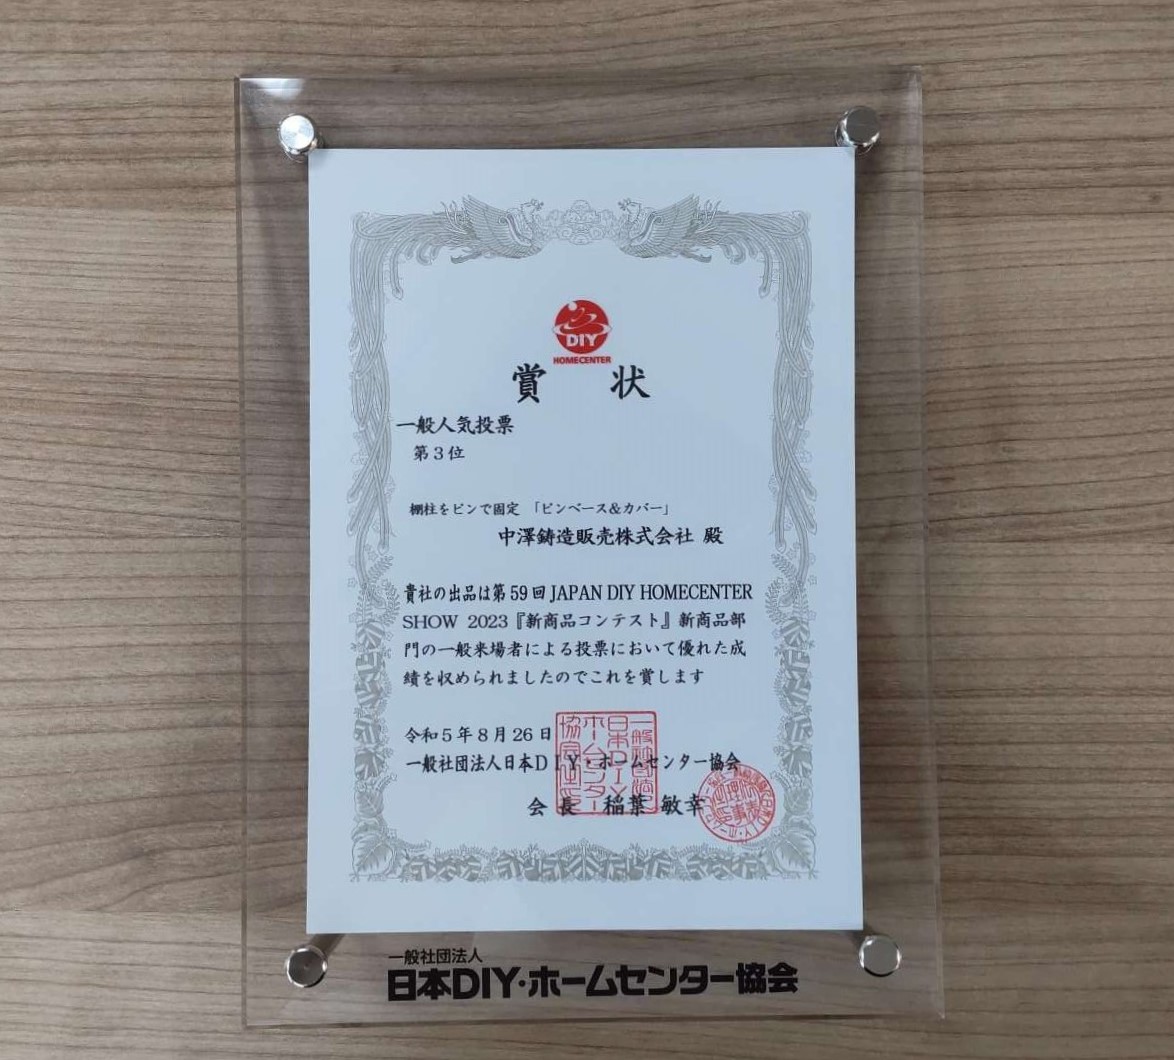 DIY
HOMECENTER
賞 状
一般人気投票
第3位
棚柱をピンで固定 「ピンベース&カバー」
中澤鋳造販売株式会社 殿
貴社の出品は第59回JAPAN DIY HOMECENTER
SHOW 2023『新商品コンテスト』新商品部
門の一般来場者による投票において優れた成
績を収められましたのでこれを賞します
令和5年8月26日
一般社団法人日本DIY・ホームセンター協会
会長 稲葉 敏幸
一般社団法人
日本DIY・ホームセンター協会